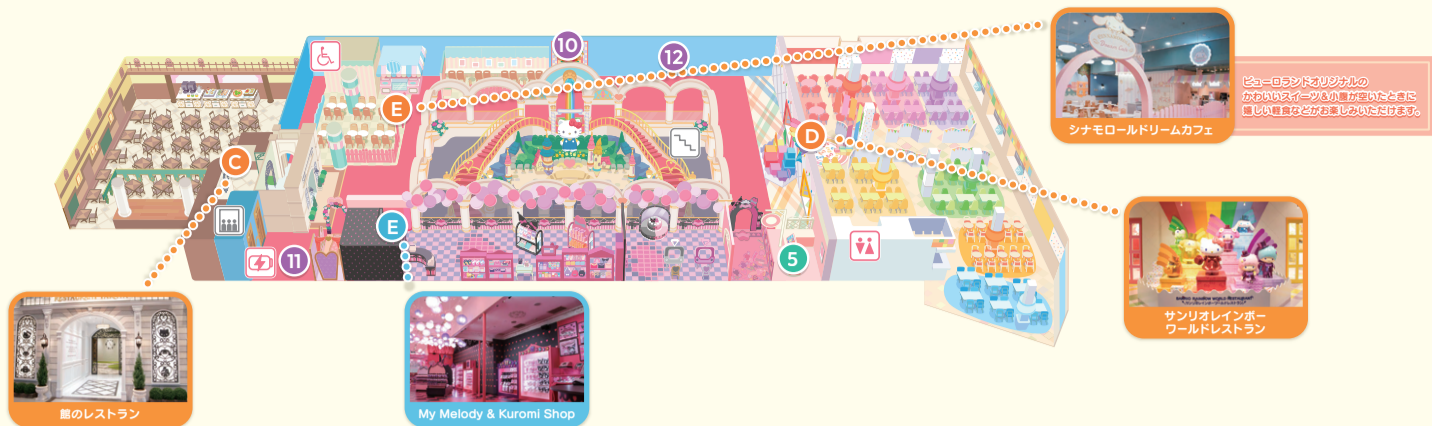 10
12
E
D
C
E
11
5
シナモロールドリームカフェ
ピューロランドオリジナルの
かわいいスイーツ&小腹が空いたときに
嬉しい軽食などがお楽しみいただけます。
サンリオレインボー
ワールドレストラン
館のレストラン
My Melody & Kuromi Shop